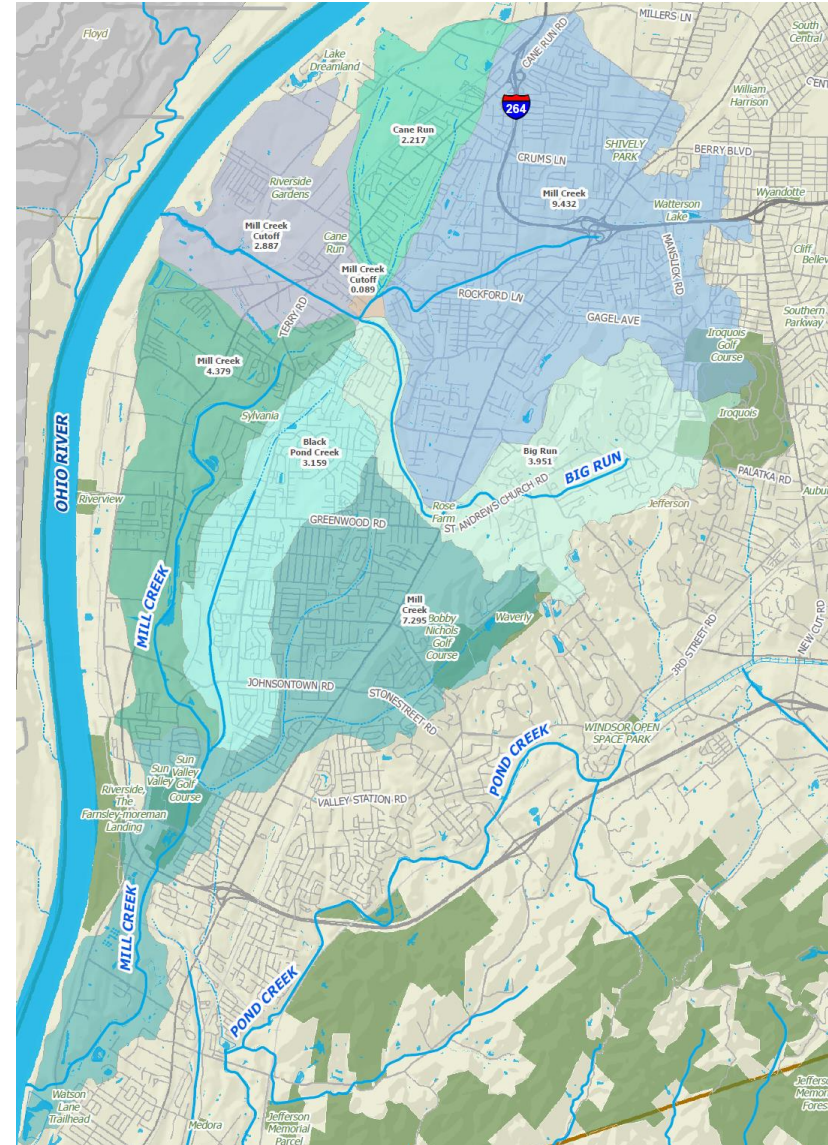 MILLERS LN
South
Central
Floyd
CANE RUN RD
Lake
Dreamland
CENT
William
Harrison
264
Cane Run
2.217
SHIVELY
PARK
BERRY BLVD
CRUMS LN
Riverside
Gardens
Mill Creek
9.432
Wyandotte
Watterson
Lake
Mill Creek
Cutoff
2.887
Cane
Run
MANSLICK RD
Cliff
Bellev
Mill Creek
Cutoff
0.089
ROCKFORD LN
TERRY RD
GAGEL AVE
Southern
Parkway
Iroquois
Golf
Course
Mill Creek
4.379
Sylvania
Iroquois
Black
Pond Creek
3.159
Big Run
3.951
BIG RUN
OHIO RIVER
PALATKA RD
Aubu
Riverview
Rose
Farm
ST ANDREWS CHURCH RD
Jefferson
GREENWOOD RD
Mill
Creek
7.295
Bobby
Nichols
Golf
Course
Waverly
MILL CREEK
3RD STREET RD
NEW CUT RD
JOHNSONTOWN RD
STONESTREET RD
WINDSOR OPEN
SPACE PARK
POND CREEK
Sun
Valley
Sun
Valley
Golf
Course
Riverside,
The
Farnsley-moreman
Landing
VALLEY STATION RD
MILL CREEK
POND CREEK
Watson
Lane
Trailhead
Medora
Jefferson
Memorial
Parcel
Jeffers
Memor
Fores